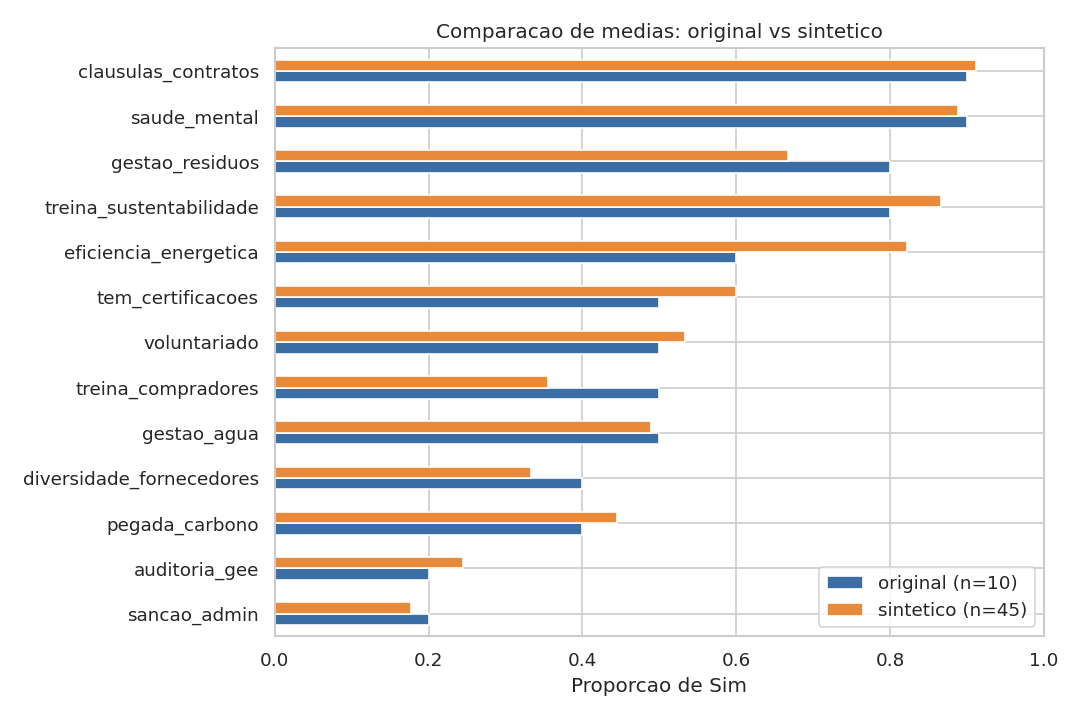 Comparacao de medias: original vs sintetico
clausulas_contratos
saude_mental
gestao_residuos
treina_sustentabilidade
eficiencia_energetica
tem_certificacoes
voluntariado
treina_compradores
gestao_agua
diversidade_fornecedores
pegada_carbono
auditoria_gee
sancao_admin
original (n=10)
sintetico (n=45)
0.0 0.2 0.4 0.6 0.8 1.0
Proporcao de Sim